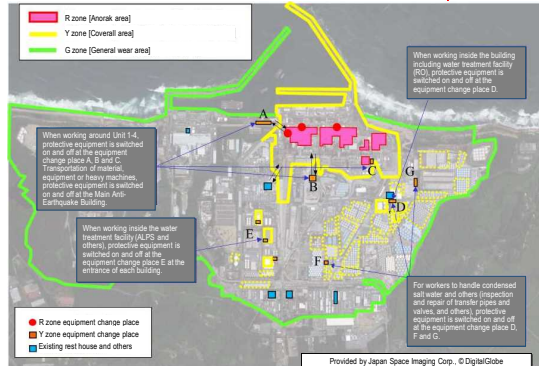 R zone [Anorak area]
Y zone [Coverall area]
G zone [General wear area]
When working inside the building
including water treatment facility
(RO), protective equipment is
switched on and off at the
equipment change place D.
When working around Unit 1-4,
protective equipment is switched
on and off at the equipment
change place A, B and C.
Transportation of material,
equipment or heavy machines,
protective equipment is switched
on and off at the Main Anti-
Earthquake Building.
When working inside the water
treatment facility (ALPS and
others), protective equipment is
switched on and off at the
equipment change place E at the
entrance of each building.
For workers to handle condensed
salt water and others (inspection
and repair of transfer pipes and
valves, and others), protective
equipment is switched on and off
at the equipment change place D,
F and G.
A
B
C
G
D
E
F
R zone equipment change place
Y zone equipment change place
Existing rest house and others
Provided by Japan Space Imaging Corp., © DigitalGlobe